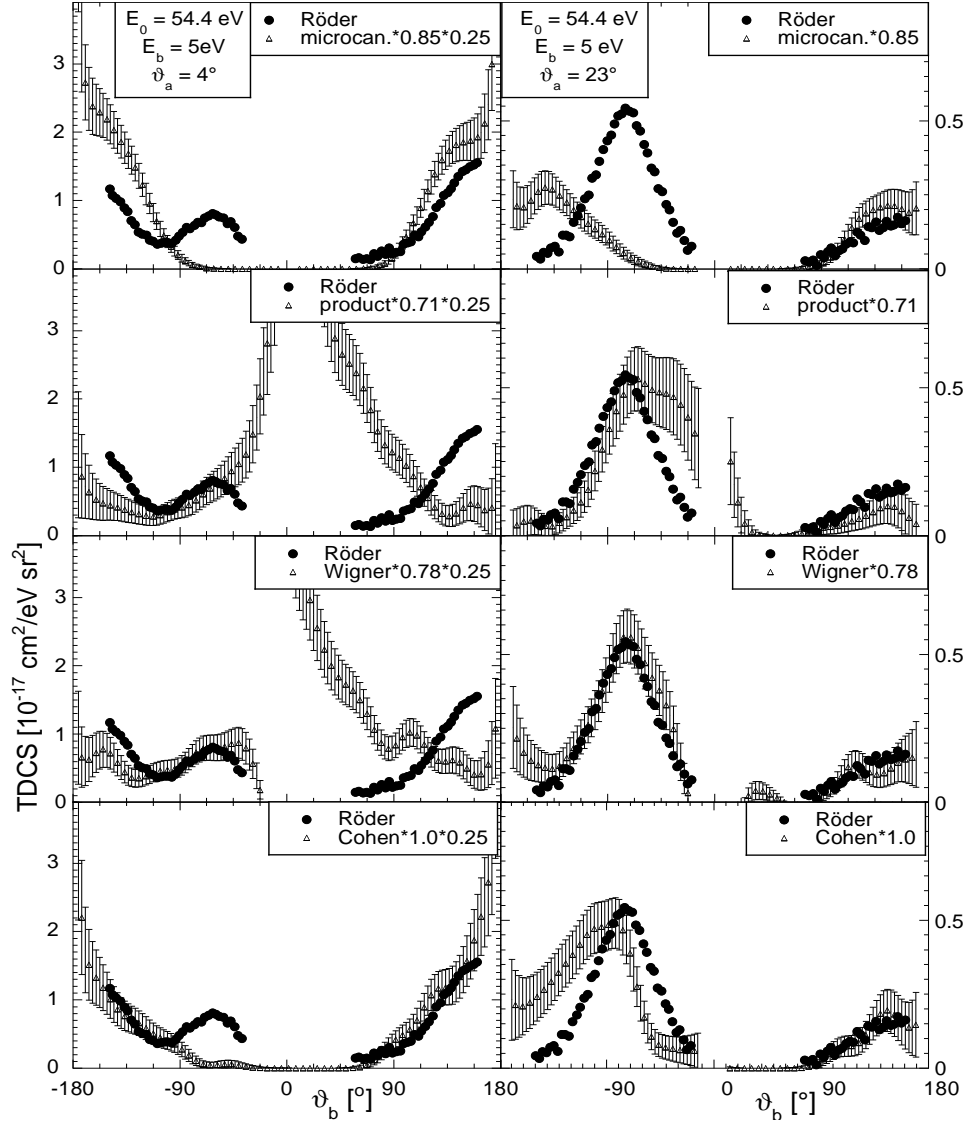 E0 = 54.4 eV
Eb = 5eV
ϑa = 4°
Röder
microcan.*0.85*0.25
E0 = 54.4 eV
Eb = 5 eV
ϑa = 23°
Röder
microcan.*0.85
3
2
1
0
0.5
0
Röder
product*0.71*0.25
Röder
product*0.71
3
2
1
0
0.5
0
Röder
Wigner*0.78*0.25
Röder
Wigner*0.78
3
2
1
0
0.5
0
Röder
Cohen*1.0*0.25
Röder
Cohen*1.0
3
2
1
0
0.5
0
TDCS [10⁻¹⁷ cm²/eV sr²]
-180 -90 0 90 180 -90 0 90 180
ϑb [°] ϑb [°]